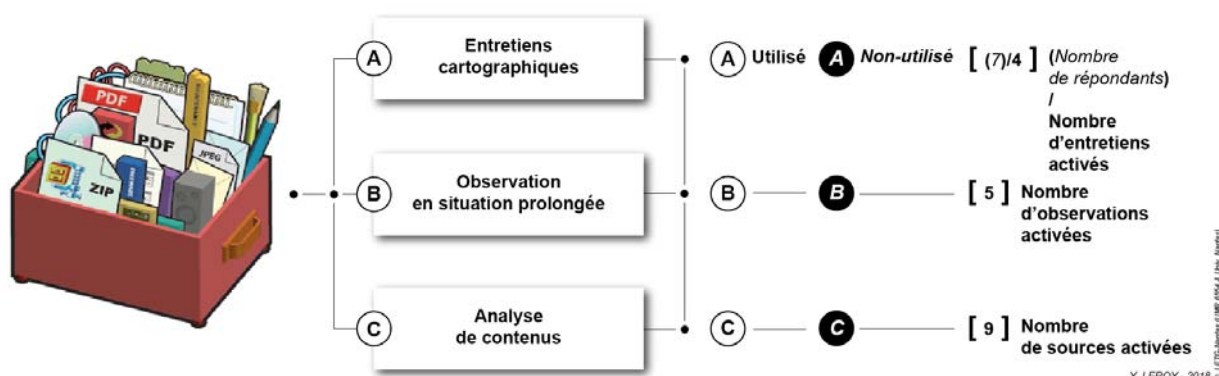 PDF
PDF
JPEG
ZIP
A
Entretiens
cartographiques
A Utilisé A Non-utilisé [ (7)/4 ] (Nombre
de répondants)
/
Nombre
d'entretiens
activés
B
Observation
en situation prolongée
B B [ 5 ] Nombre
d'observations
activées
C
Analyse
de contenus
C C [ 9 ] Nombre
de sources activées
Y. LEROY - 2018